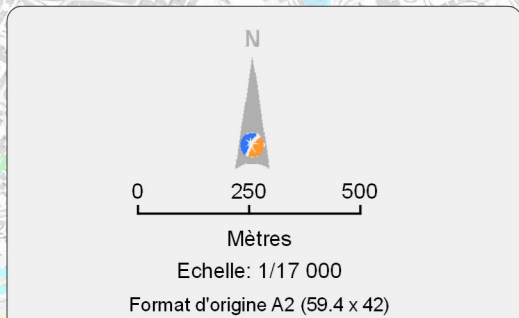 N
0 250 500
Mètres
Echelle: 1/17 000
Format d'origine A2 (59.4 x 42)